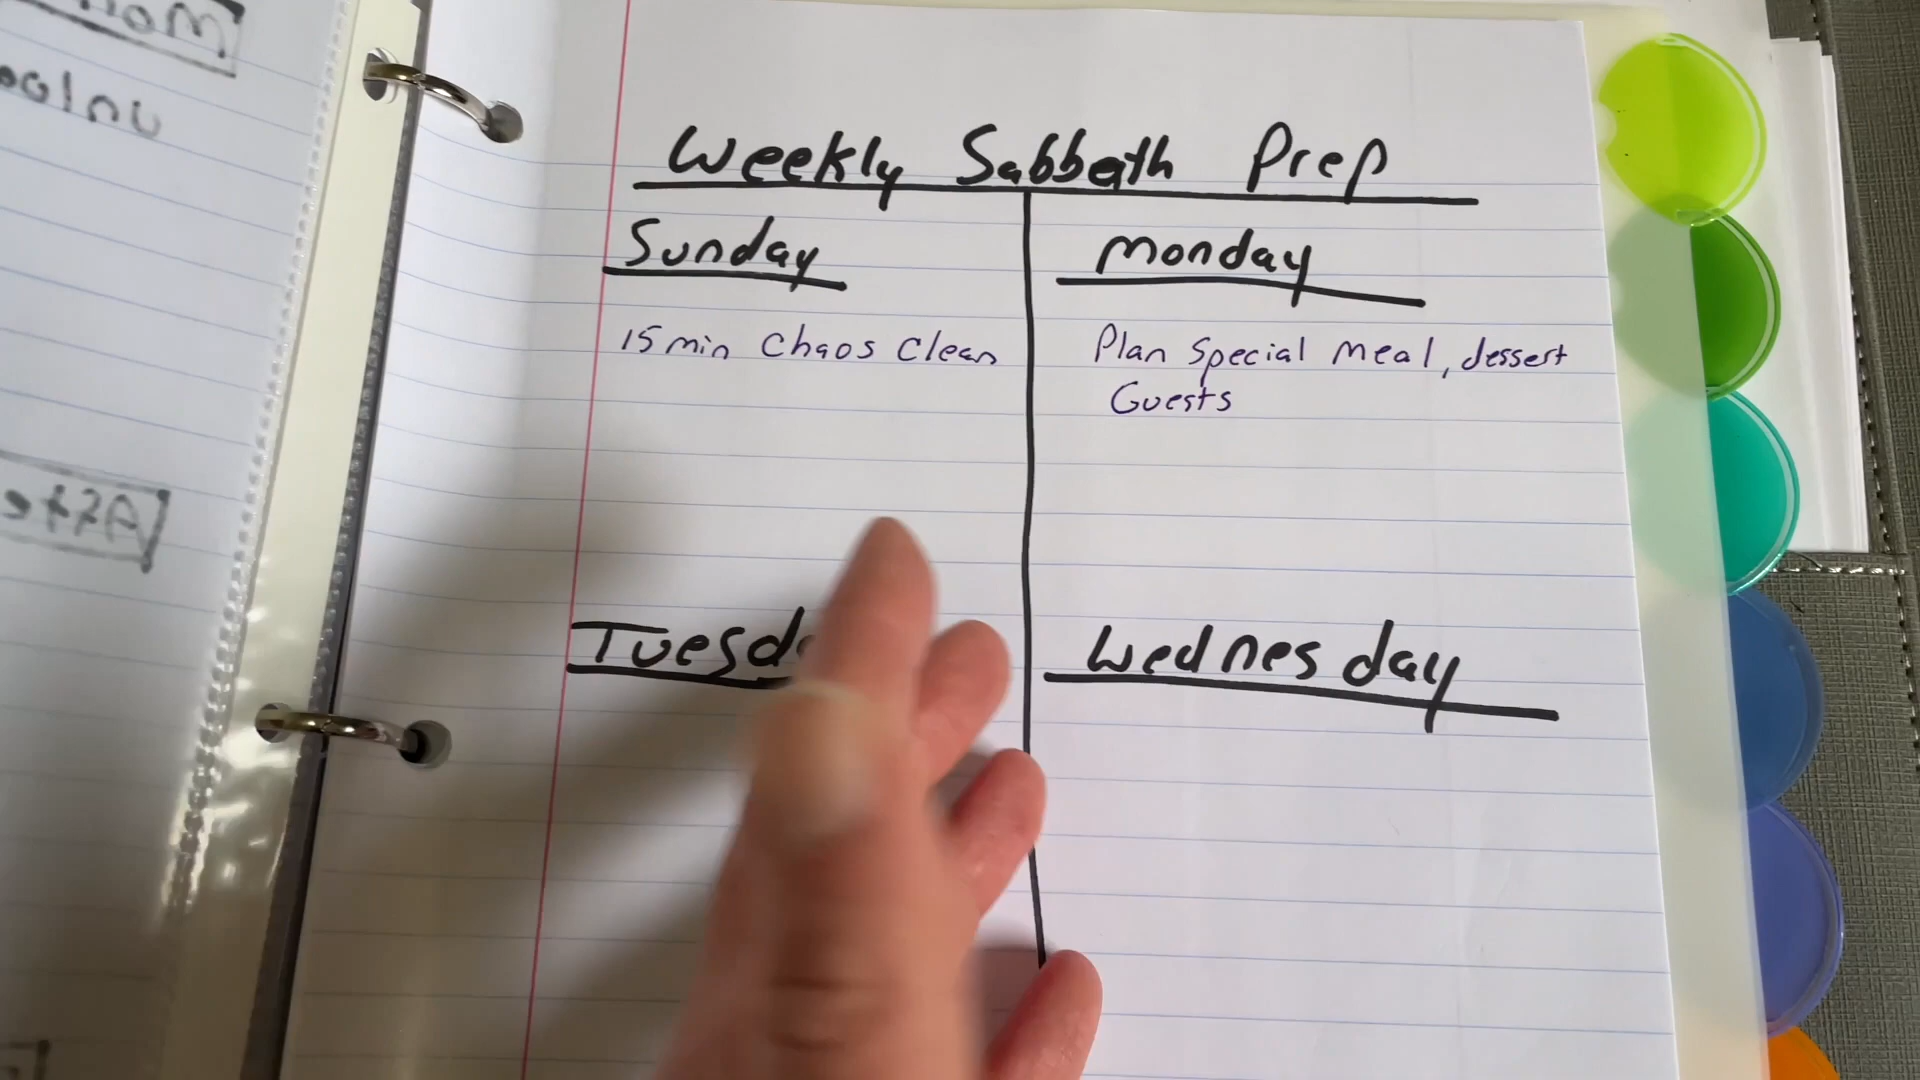 Weekly Sabbath Prep
Sunday
15 min Chaos Clean
Monday
Plan Special Meal, dessert
Guests
Wednesday